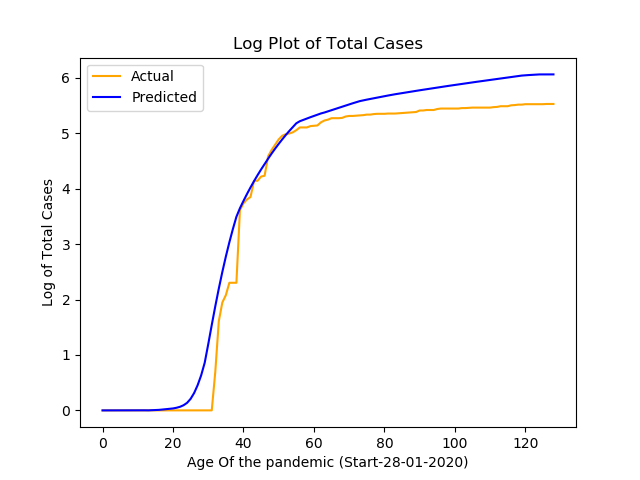 Log Plot of Total Cases
Actual
Predicted
6
5
4
3
2
1
0
Log of Total Cases
0 20 40 60 80 100 120
Age Of the pandemic (Start-28-01-2020)